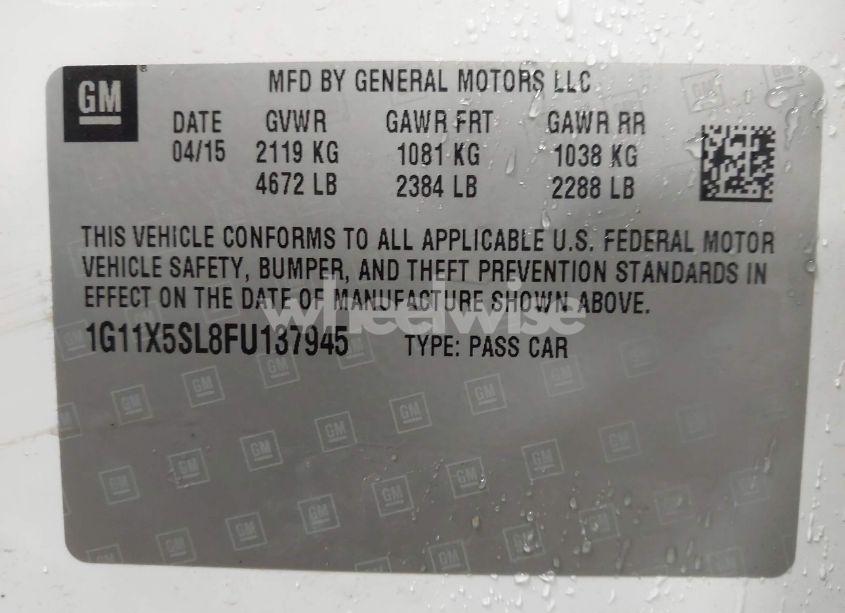 GM
MFD BY GENERAL MOTORS LLC
DATE GVWR GAWR FRT GAWR RR
04/15 2119 KG 1081 KG 1038 KG
4672 LB 2384 LB 2288 LB
THIS VEHICLE CONFORMS TO ALL APPLICABLE U.S. FEDERAL MOTOR
VEHICLE SAFETY, BUMPER, AND THEFT PREVENTION STANDARDS IN
EFFECT ON THE DATE OF MANUFACTURE SHOWN ABOVE.
wheelwise
1G11X5SL8FU137945 TYPE: PASS CAR